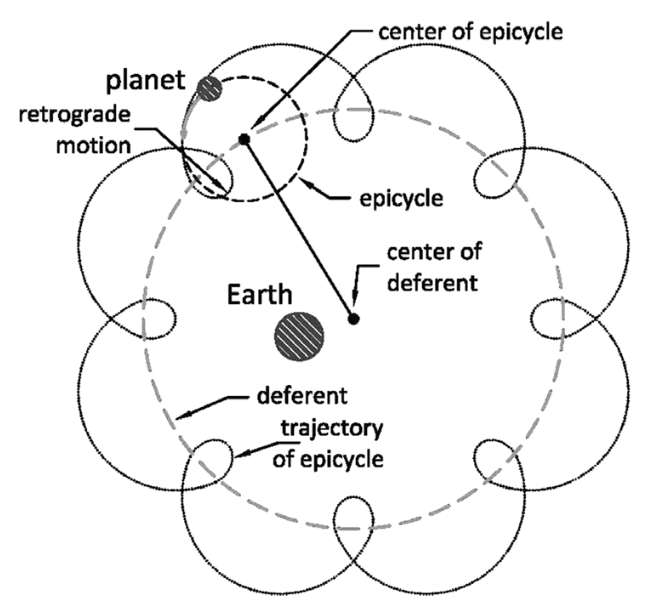 center of epicycle
planet
retrograde
motion
epicycle
center of
deferent
Earth
deferent
trajectory
of epicycle